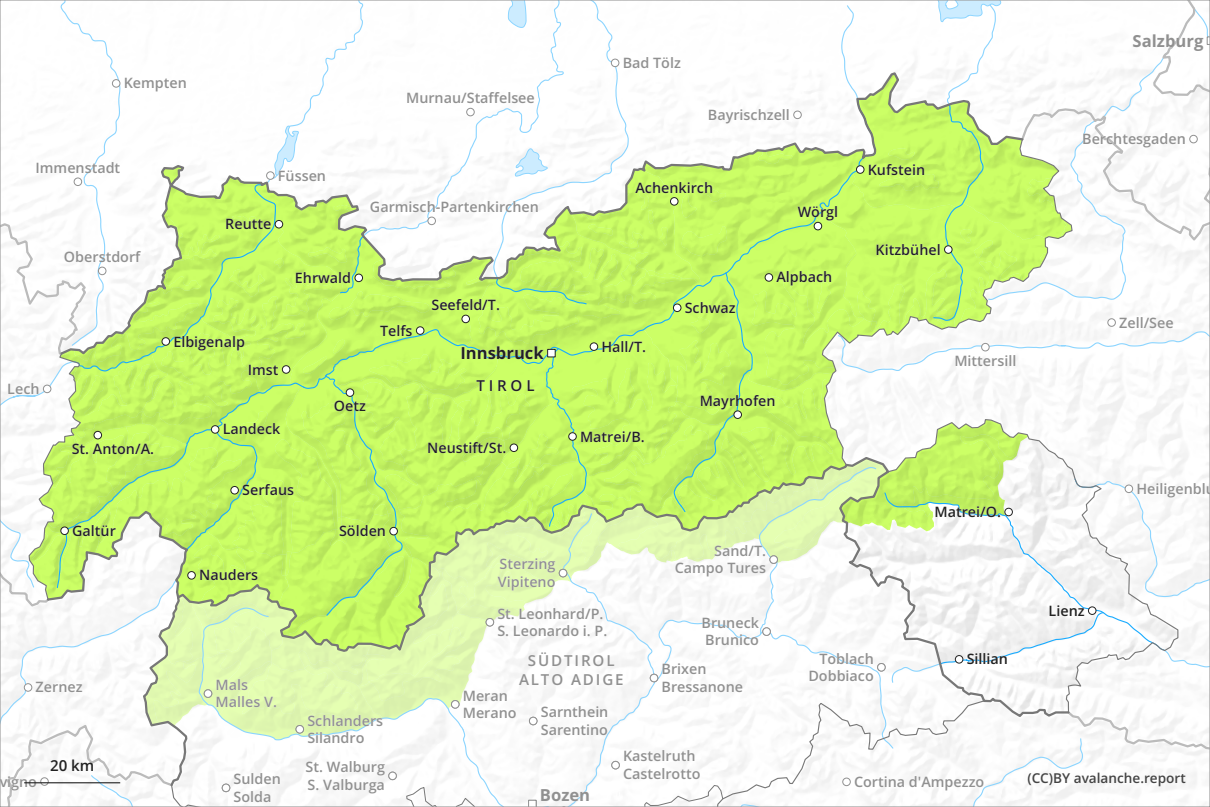 Salzburg
Bad Tölz
Kempten
Murnau/Staffelsee
Bayrischzell
Berchtesgaden
Immenstadt
Füssen
Kufstein
Achenkirch
Garmisch-Partenkirchen
Wörgl
Reutte
Kitzbühel
Oberstdorf
Ehrwald
Alpbach
Seefeld/T.
Schwaz
Telfs
Zell/See
Elbigenalp
Innsbruck
Hall/T.
Mittersill
Imst
TIROL
Lech
Oetz
Mayrhofen
Landeck
Matrei/B.
St. Anton/A.
Neustift/St.
Serfaus
Heiligenblu
Matrei/O.
Galtür
Sölden
Sand/T.
Campo Tures
Sterzing
Vipiteno
Nauders
St. Leonhard/P.
S. Leonardo i. P.
Lienz
Bruneck
Brunico
Sillian
SÜDTIROL
ALTO ADIGE
Toblach
Dobbiaco
Brixen
Bressanone
Zernez
Mals
Malles V.
Meran
Merano
Sarnthein
Sarentino
Schlanders
Silandro
Kastelruth
Castelrotto
20 km
St. Walburg
S. Valburga
vigno
Sulden
Solda
Cortina d'Ampezzo
(CC)BY avalanche.report
Bozen